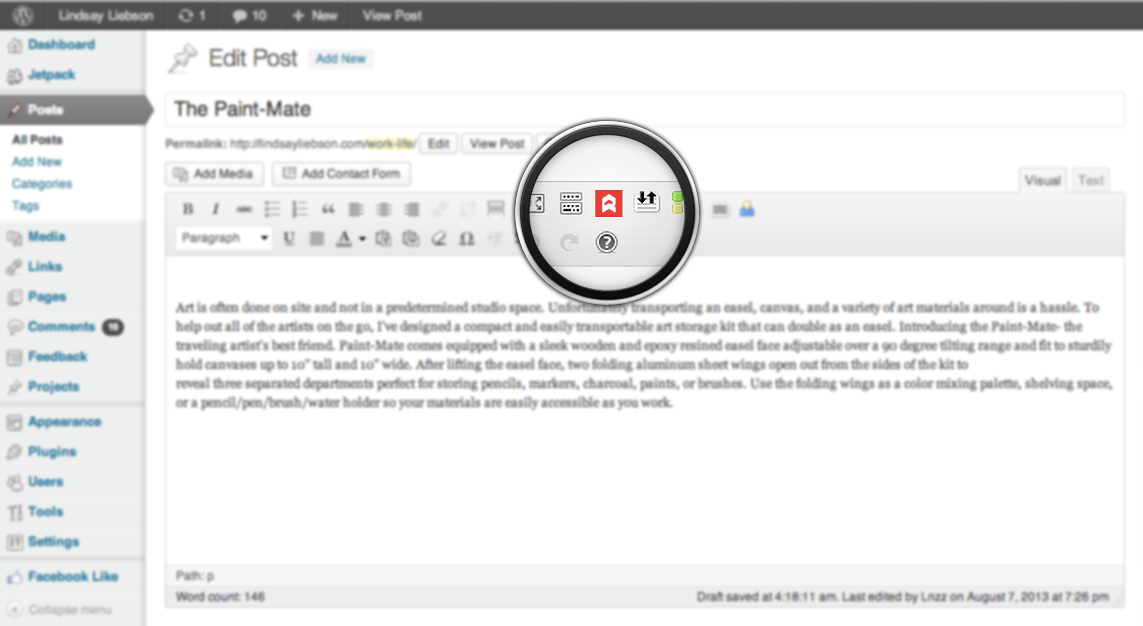 Lindsay Liebson 1 10 + New View Post
Dashboard
Jetpack
Posts
All Posts
Add New
Categories
Tags
Media
Links
Pages
Comments 10
Feedback
Projects
Appearance
Plugins
Users
Tools
Settings
Facebook Like
Collapse menu
Edit Post Add New
The Paint-Mate
Permalink: http://lindsayliebson.com/work-life/ Edit View Post
Add Media Add Contact Form
Visual Text
B I ABC
Paragraph U A Ω ?
Art is often done on site and not in a predetermined studio space. Unfortunately transporting an easel, canvas, and a variety of art materials around is a hassle. To
help out all of the artists on the go, I've designed a compact and easily transportable art storage kit that can double as an easel. Introducing the Paint-Mate- the
traveling artist's best friend. Paint-Mate comes equipped with a sleek wooden and epoxy resined easel face adjustable over a 90 degree tilting range and fit to sturdily
hold canvases up to 10" tall and 10" wide. After lifting the easel face, two folding aluminum sheet wings open out from the sides of the kit to
reveal three separated departments perfect for storing pencils, markers, charcoal, paints, or brushes. Use the folding wings as a color mixing palette, shelving space,
or a pencil/pen/brush/water holder so your materials are easily accessible as you work.
Path: p
Word count: 146 Draft saved at 4:18:11 am. Last edited by Lnzz on August 7, 2013 at 7:26 pm